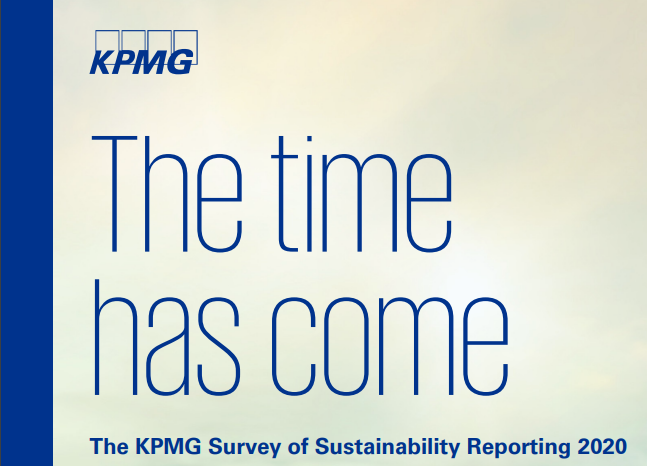 KPMG
The time
has come
The KPMG Survey of Sustainability Reporting 2020